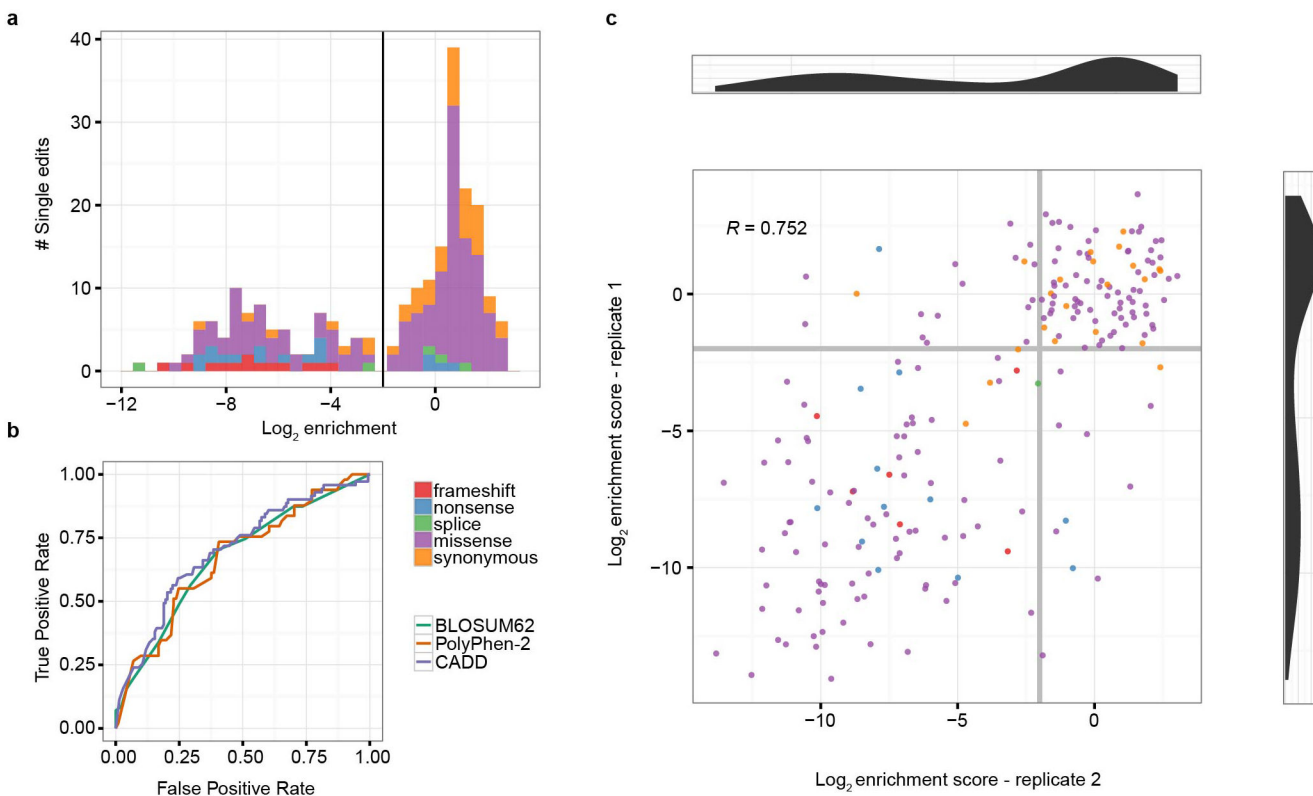 a
40
30
20
10
0
# Single edits
−12
−8
−4
0
Log2 enrichment
b
1.00
0.75
0.50
0.25
0.00
True Positive Rate
0.00
0.25
0.50
0.75
1.00
False Positive Rate
frameshift
nonsense
splice
missense
synonymous
BLOSUM62
PolyPhen-2
CADD
c
R = 0.752
0
−5
−10
Log2 enrichment score - replicate 1
−10
−5
0
Log2 enrichment score - replicate 2